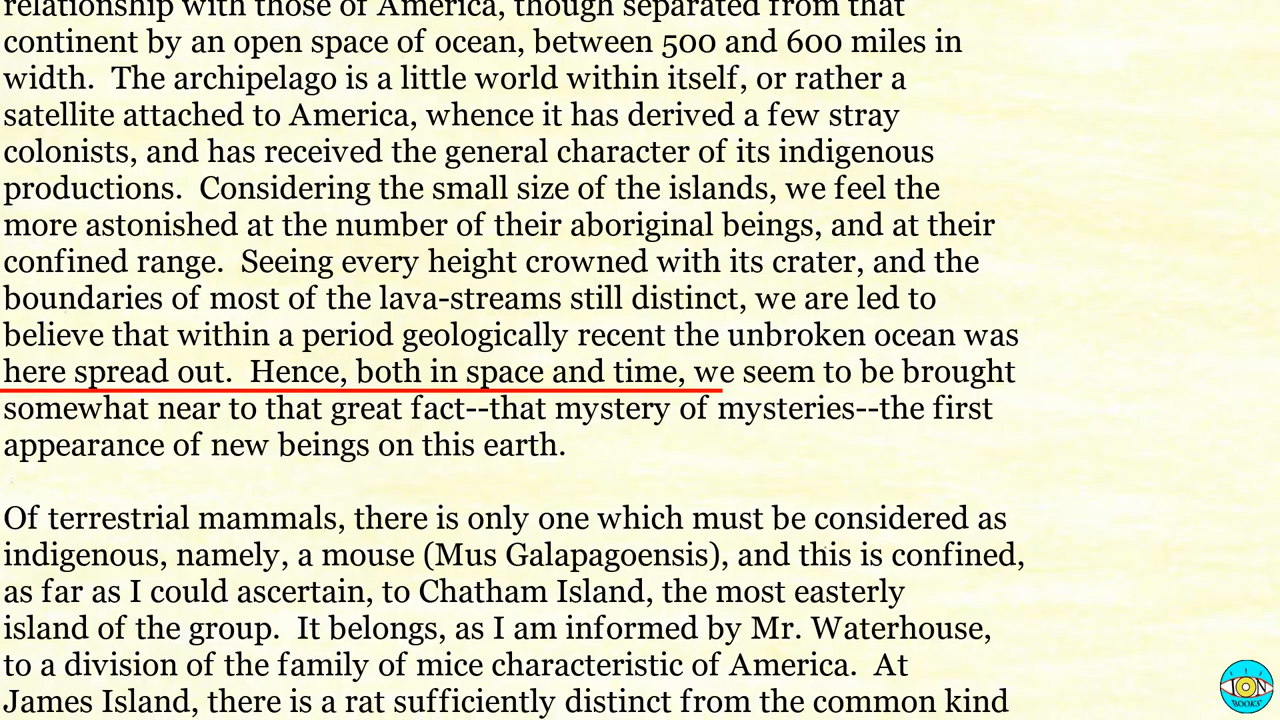 relationship with those of America, though separated from that
continent by an open space of ocean, between 500 and 600 miles in
width.  The archipelago is a little world within itself, or rather a
satellite attached to America, whence it has derived a few stray
colonists, and has received the general character of its indigenous
productions.  Considering the small size of the islands, we feel the
more astonished at the number of their aboriginal beings, and at their
confined range.  Seeing every height crowned with its crater, and the
boundaries of most of the lava-streams still distinct, we are led to
believe that within a period geologically recent the unbroken ocean was
here spread out.  Hence, both in space and time, we seem to be brought
somewhat near to that great fact--that mystery of mysteries--the first
appearance of new beings on this earth.
Of terrestrial mammals, there is only one which must be considered as
indigenous, namely, a mouse (Mus Galapagoensis), and this is confined,
as far as I could ascertain, to Chatham Island, the most easterly
island of the group.  It belongs, as I am informed by Mr. Waterhouse,
to a division of the family of mice characteristic of America.  At
James Island, there is a rat sufficiently distinct from the common kind
ION
BOOKS